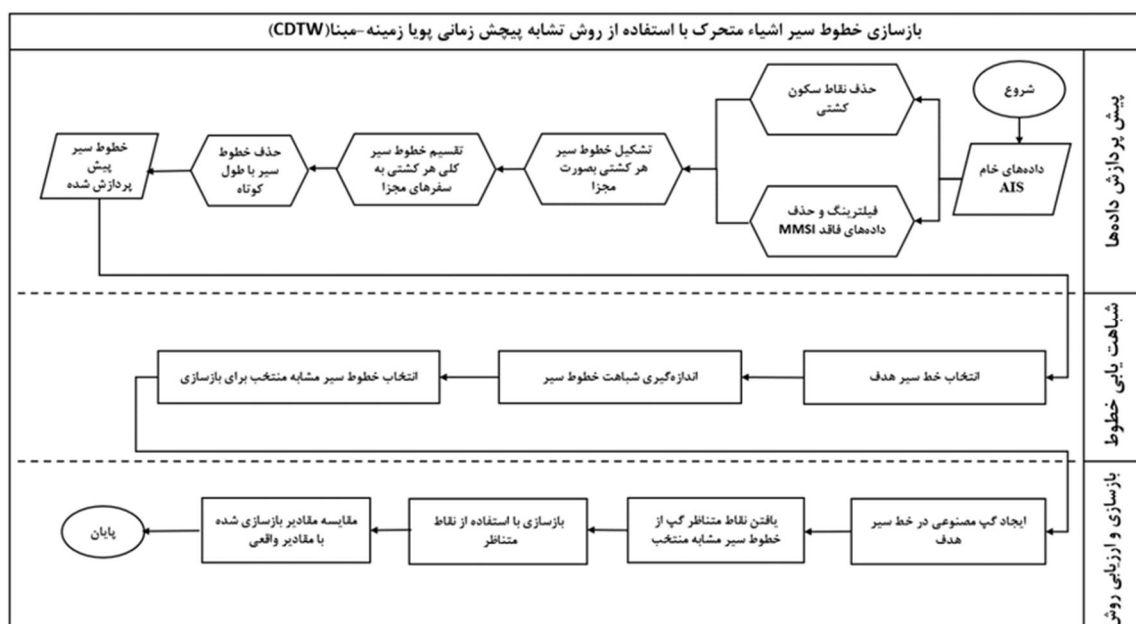 بازسازی خطوط سیر اشیاء متحرک با استفاده از روش تشابه پیچش زمانی پویا زمینه-مبنا(CDTW)
پیش پردازش داده‌ها
شروع
داده‌های خام
AIS
حذف نقاط سکون
کشتی
فیلترینگ و حذف
داده‌های فاقد MMSI
تشکیل خطوط سیر
هر کشتی بصورت
مجزا
تقسیم خطوط سیر
کلی هر کشتی به
سفرهای مجزا
حذف خطوط
سیر با طول
کوتاه
خطوط سیر
پیش
پردازش شده
شباهت یابی خطوط
انتخاب خط سیر هدف
اندازه‌گیری شباهت خطوط سیر
انتخاب خطوط سیر مشابه منتخب برای بازسازی
بازسازی و ارزیابی روش
ایجاد گپ مصنوعی در خط سیر
هدف
یافتن نقاط متناظر گپ از
خطوط سیر مشابه منتخب
بازسازی با استفاده از نقاط
متناظر
مقایسه مقادیر بازسازی شده
با مقادیر واقعی
پایان